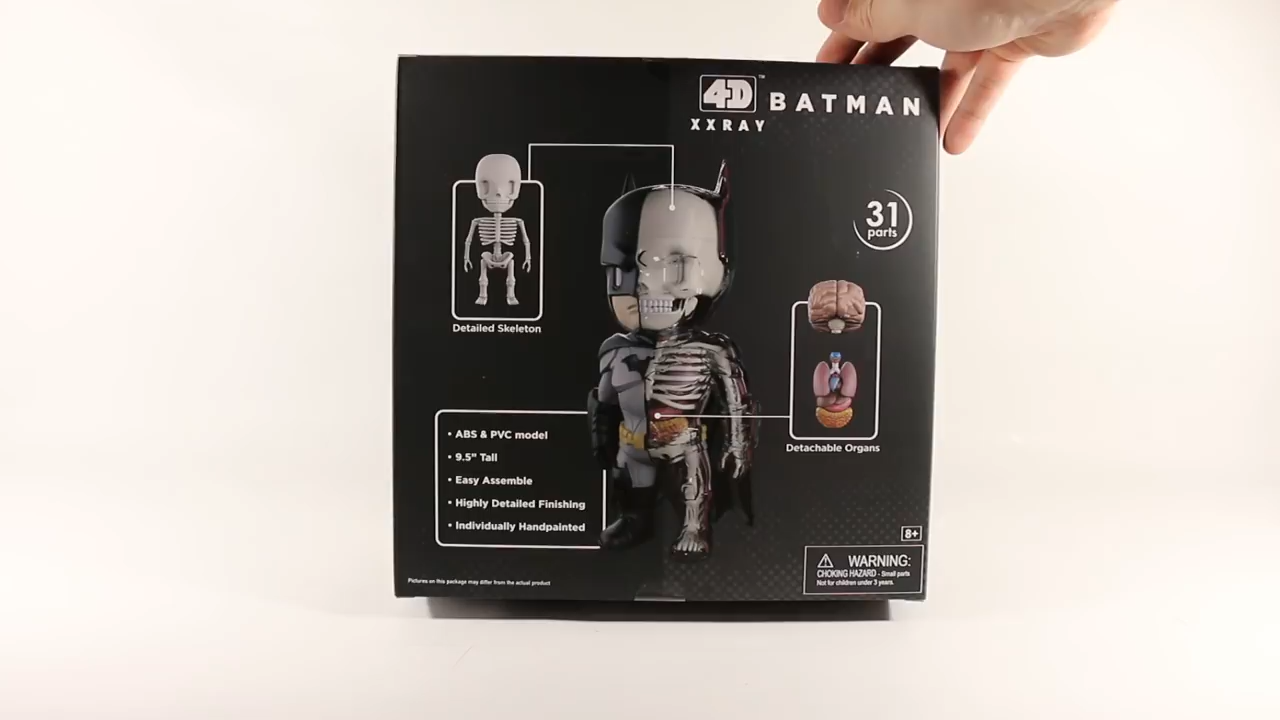 4D™ BATMAN
XXRAY
31
parts
Detailed Skeleton
Detachable Organs
• ABS & PVC model
• 9.5" Tall
• Easy Assemble
• Highly Detailed Finishing
• Individually Handpainted
8+
WARNING:
CHOKING HAZARD - Small parts
Not for children under 3 years.
Pictures on this package may differ from the actual product